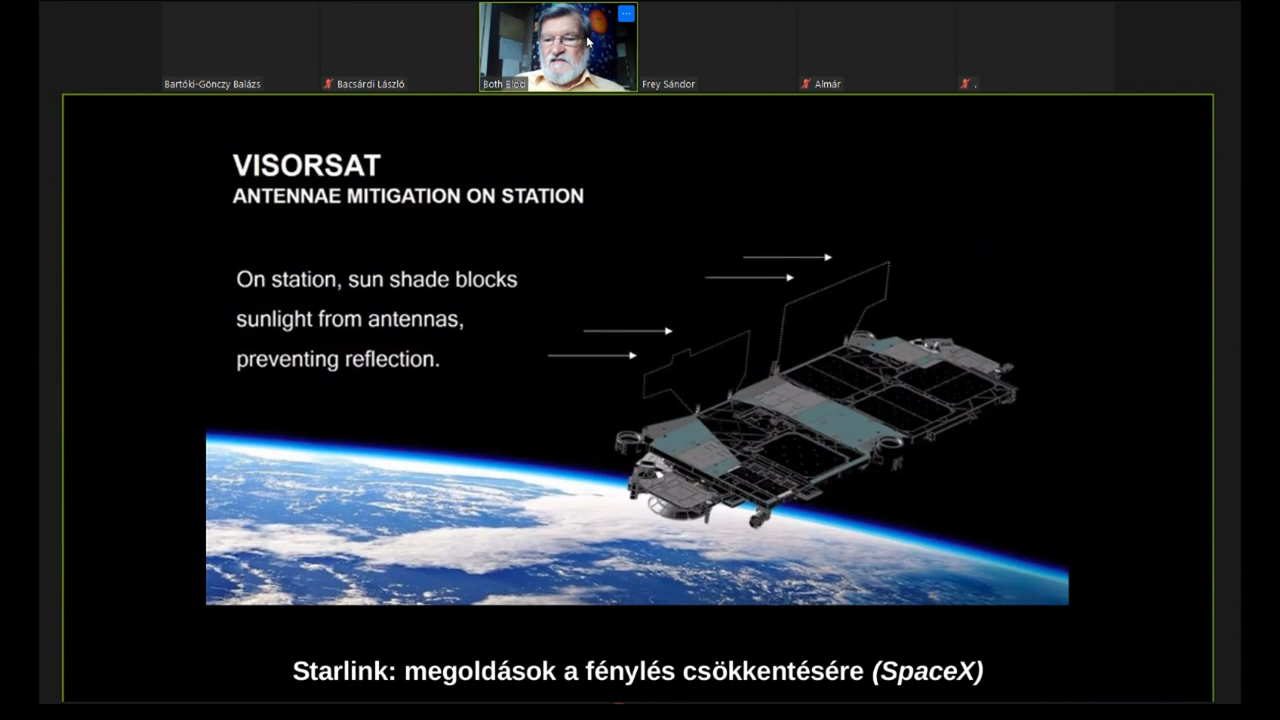 Bartóki-Gönczy Balázs
Bacsárdi László
Both Előd
Frey Sándor
Almár
.
VISORSAT
ANTENNAE MITIGATION ON STATION
On station, sun shade blocks
sunlight from antennas,
preventing reflection.
Starlink: megoldások a fénylés csökkentésére (SpaceX)